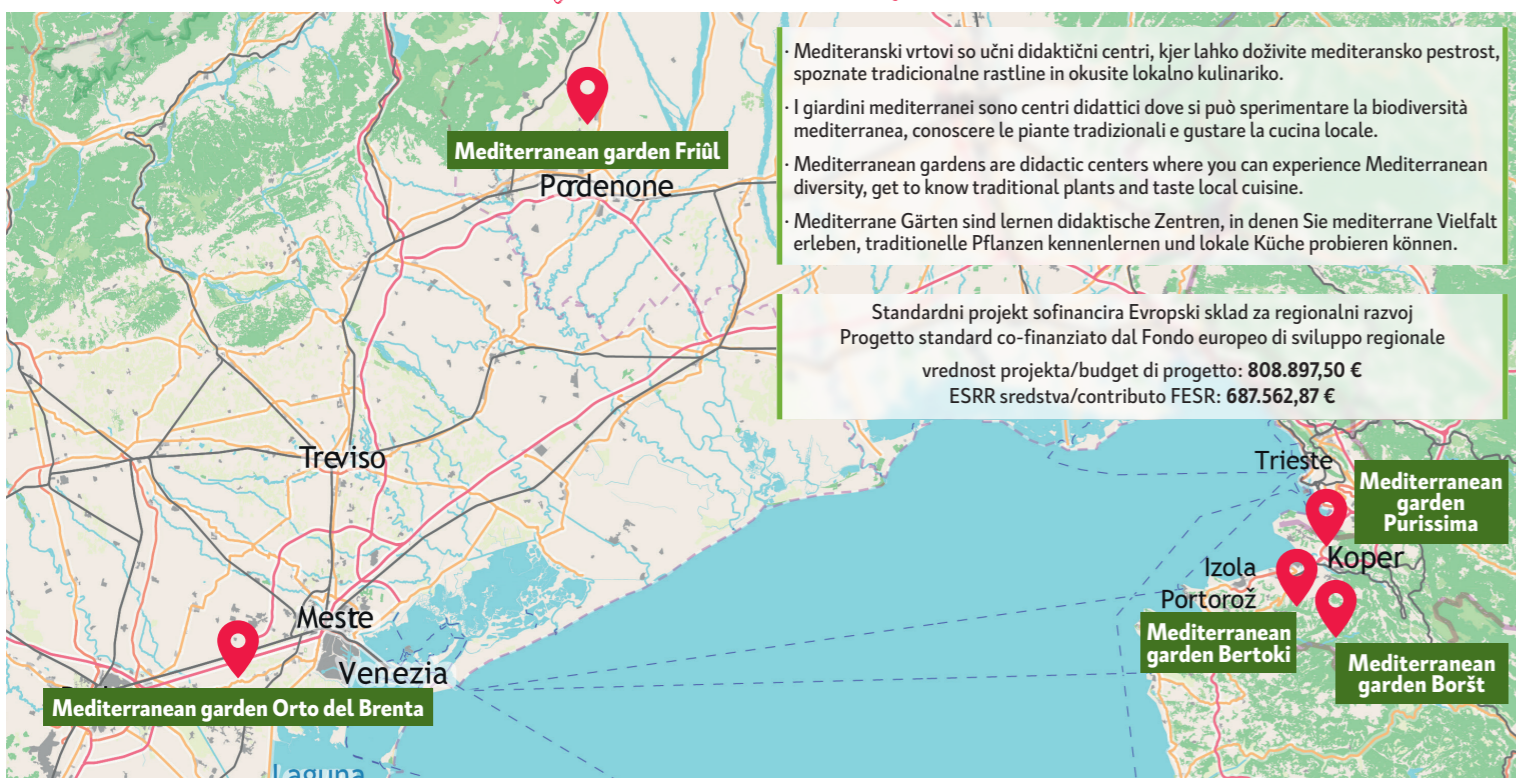 · Mediteranski vrtovi so učni didaktični centri, kjer lahko doživite mediteransko pestrost,
spoznate tradicionalne rastline in okusite lokalno kulinariko.
· I giardini mediterranei sono centri didattici dove si può sperimentare la biodiversità
mediterranea, conoscere le piante tradizionali e gustare la cucina locale.
· Mediterranean gardens are didactic centers where you can experience Mediterranean
diversity, get to know traditional plants and taste local cuisine.
· Mediterrane Gärten sind lernen didaktische Zentren, in denen Sie mediterrane Vielfalt
erleben, traditionelle Pflanzen kennenlernen und lokale Küche probieren können.
Mediterranean garden Friûl
Pordenone
Standardni projekt sofinancira Evropski sklad za regionalni razvoj
Progetto standard co-finanziato dal Fondo europeo di sviluppo regionale
vrednost projekta/budget di progetto: 808.897,50 €
ESRR sredstva/contributo FESR: 687.562,87 €
Treviso
Trieste
Mediterranean
garden
Purissima
Koper
Izola
Portorož
Mediterranean
garden Bertoki
Mediterranean
garden Boršt
Meste
Venezia
Mediterranean garden Orto del Brenta
Laguna